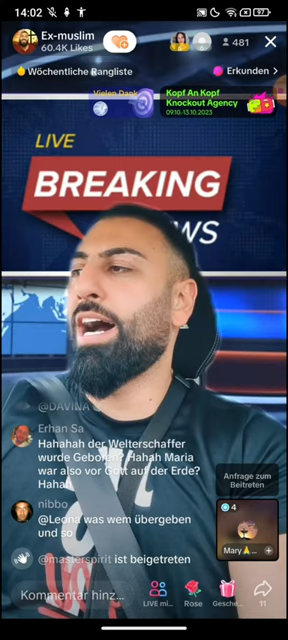 14:02
97
Ex-muslim
60.4K Likes
481
Wöchentliche Rangliste
Erkunden >
Vielen Dank
Kopf An Kopf
Knockout Agency
09.10.-13.10.2023
LIVE
BREAKING
WS
@DAVINA
Erhan Sa
Hahahah der Welterschaffer
wurde Geboren? Hahah Maria
war also vor Gott auf der Erde?
Hahah
nibbo
@Leona was wem übergeben
und so
@masterspirit ist beigetreten
Anfrage zum
Beitreten
4
Mary
Kommentar hinz...
LIVE mi...
Rose
Gesche...
11